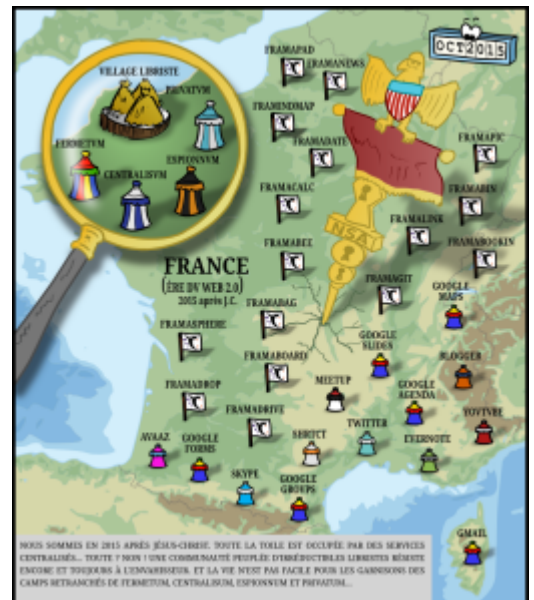 OCT2015
FRAMAPAD
FRAMANEWS
VILLAGE LIBRISTE
PRIVATVM
FRAMINDMAP
FRAMADATE
FRAMAPIC
FERMETVM
ESPIONNVM
CENTRALISVM
FRAMACALC
FRAMABIN
FRAMALINK
NSA
FRAMABEE
FRAMABOOKIN
FRANCE
(ÈRE DV WEB 2.0)
2015 après J.C.
FRAMAGIT
GOOGLE
MAPS
FRAMABAG
FRAMASPHERE
GOOGLE
SLIDES
FRAMABOARD
BLOGGER
MEETUP
FRAMADROP
GOOGLE
AGENDA
FRAMADRIVE
YOVTVBE
TWITTER
AVAAZ
GOOGLE
FORMS
EVERNOTE
SKYPE
GOOGLE
GROUPS
GMAIL
NOUS SOMMES EN 2015 APRÈS JÉSUS-CHRIST. TOUTE LA TOILE EST OCCUPÉE PAR DES SERVICES
CENTRALISÉS... TOUTE ? NON ! UNE COMMUNAUTÉ PEUPLÉE D'IRRÉDUCTIBLES LIBRISTES RÉSISTE
ENCORE ET TOUJOURS À L'ENVAHISSEUR. ET LA VIE N'EST PAS FACILE POUR LES GARNISONS DES
CAMPS RETRANCHÉS DE FERMETUM, CENTRALISUM, ESPIONNUM ET PRIVATUM...